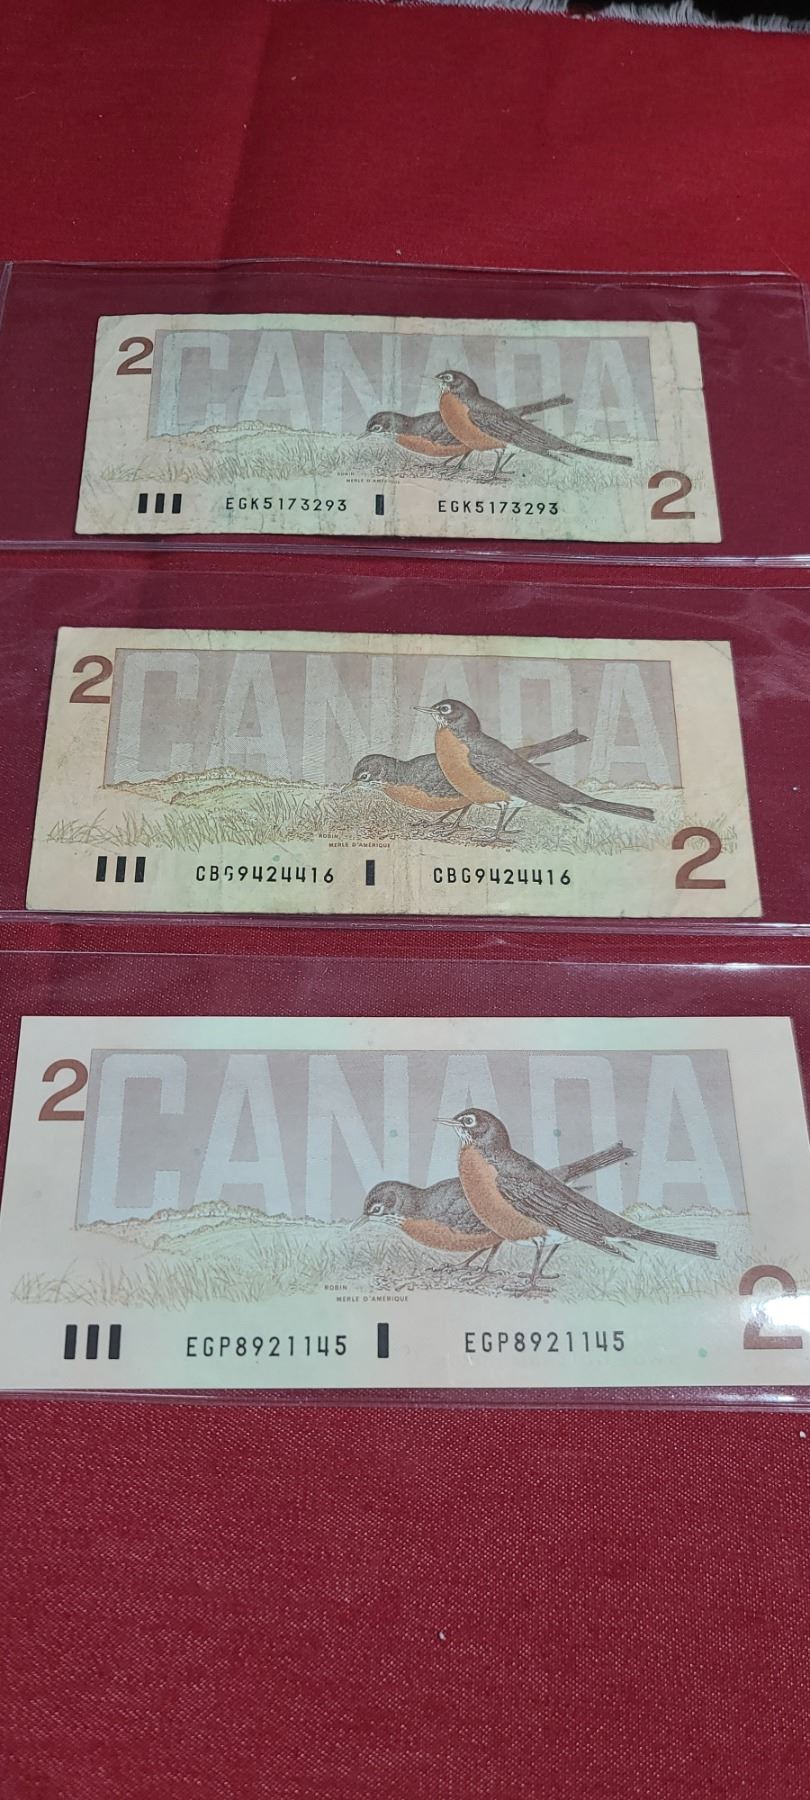 2 CANADA
ROBIN
MERLE D'AMÉRIQUE
EGK5173293 EGK5173293 2
2 CANADA
ROBIN
MERLE D'AMÉRIQUE
CBG9424416 CBG9424416 2
2 CANADA
ROBIN
MERLE D'AMÉRIQUE
EGP8921145 EGP8921145 2